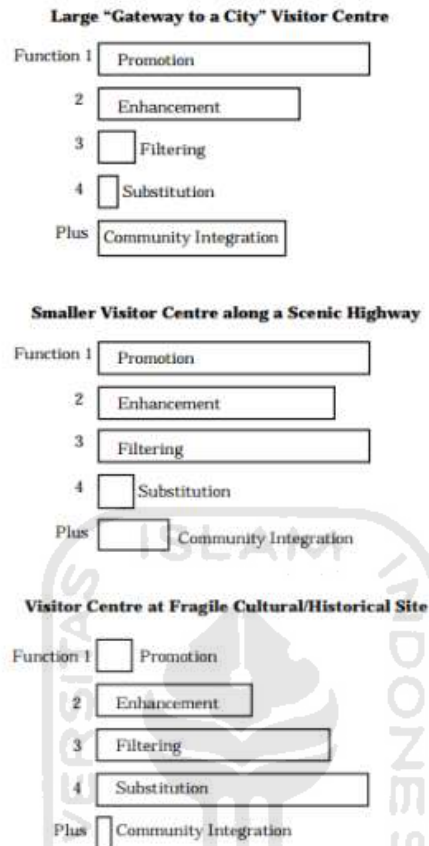 Large “Gateway to a City” Visitor Centre
Function 1 Promotion
2 Enhancement
3 Filtering
4 Substitution
Plus Community Integration
Smaller Visitor Centre along a Scenic Highway
Function 1 Promotion
2 Enhancement
3 Filtering
4 Substitution
Plus Community Integration
ISLAM
Visitor Centre at Fragile Cultural/Historical Site
Function 1 Promotion
2 Enhancement
3 Filtering
4 Substitution
Plus Community Integration